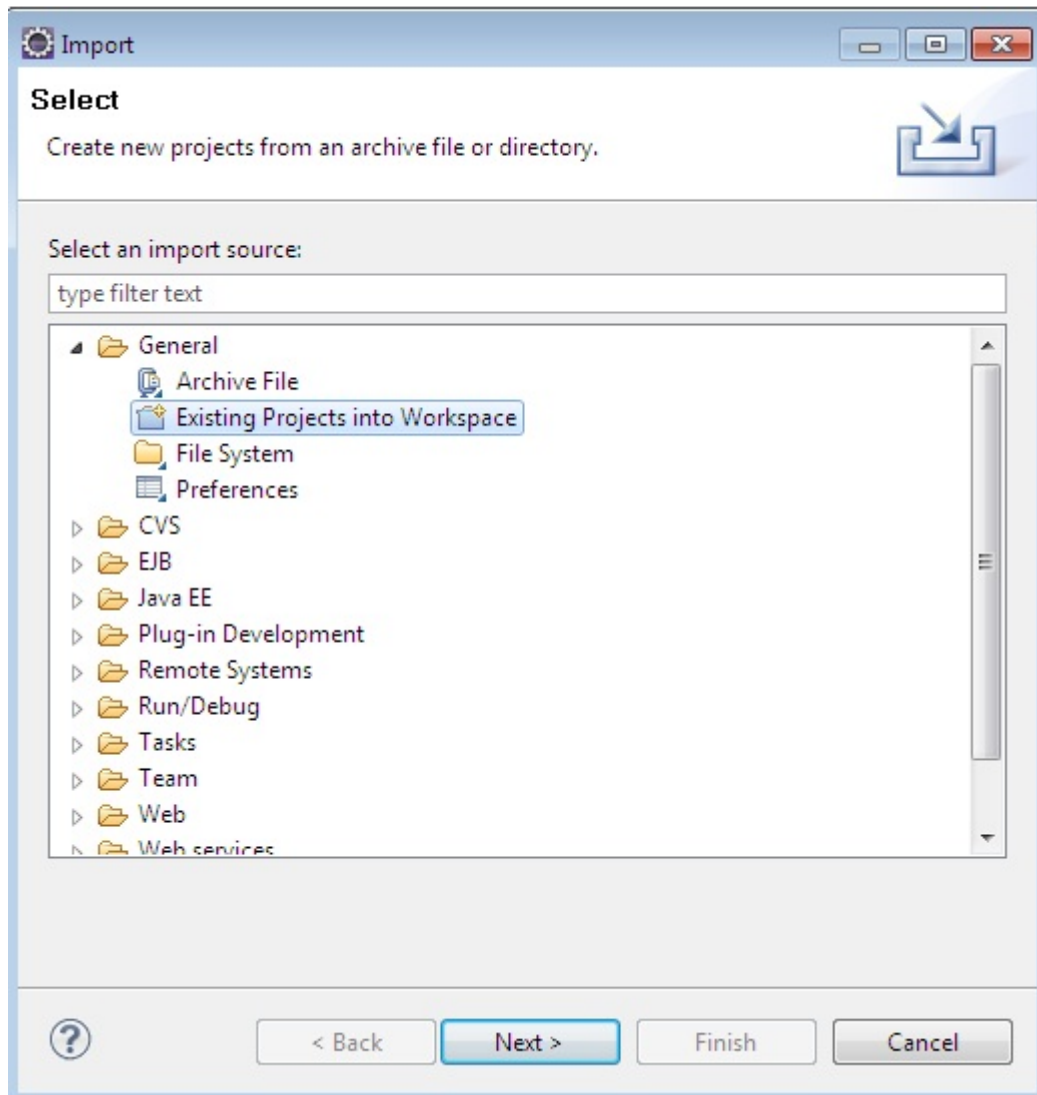 Import
Select
Create new projects from an archive file or directory.
Select an import source:
type filter text
General
Archive File
Existing Projects into Workspace
File System
Preferences
CVS
EJB
Java EE
Plug-in Development
Remote Systems
Run/Debug
Tasks
Team
Web
Web services
?
< Back
Next >
Finish
Cancel